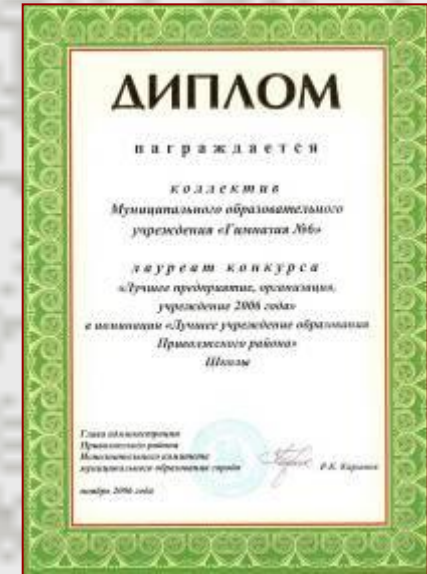 ДИПЛОМ
награждается
коллектив
Муниципального образовательного
учреждения «Гимназия №6»
лауреат конкурса
«Лучшее предприятие, организация,
учреждение 2006 года»
в номинации «Лучшее учреждение образования
Приволжского района»
Школы
Глава администрации
Приволжского района
Исполнительного комитета
муниципального образования города
ноябрь 2006 года